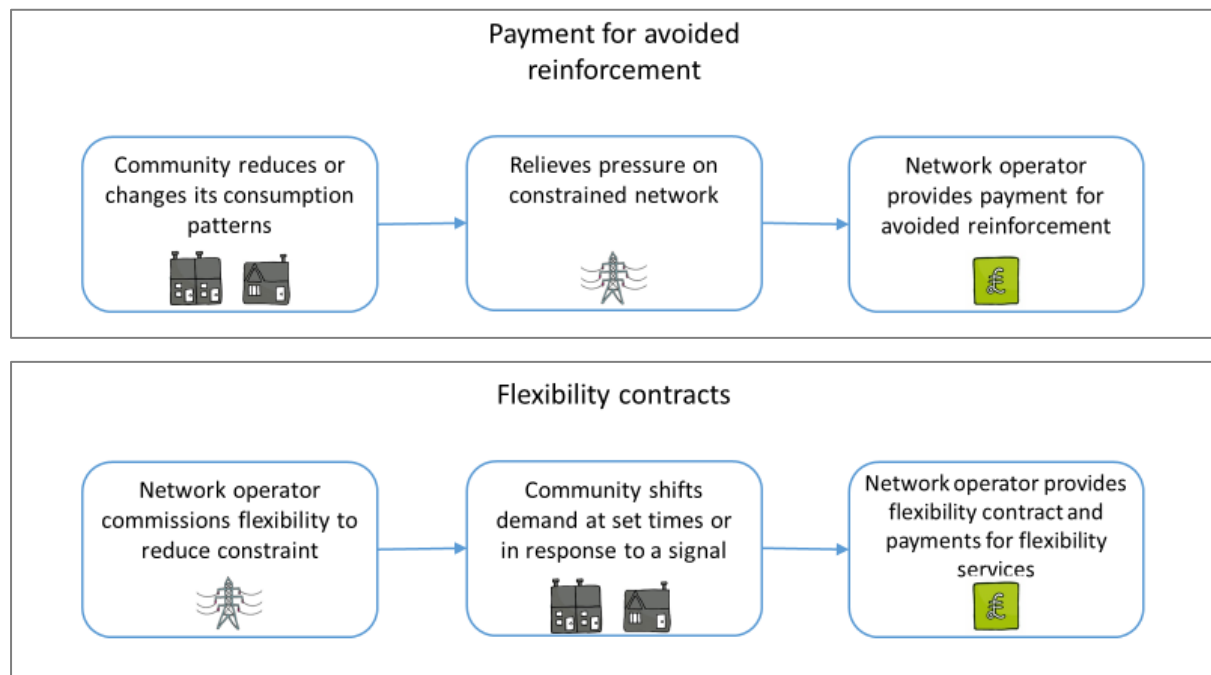 Payment for avoided
reinforcement
Community reduces or
changes its consumption
patterns
Relieves pressure on
constrained network
Network operator
provides payment for
avoided reinforcement
£
Flexibility contracts
Network operator
commissions flexibility to
reduce constraint
Community shifts
demand at set times or
in response to a signal
Network operator provides
flexibility contract and
payments for flexibility
services
£